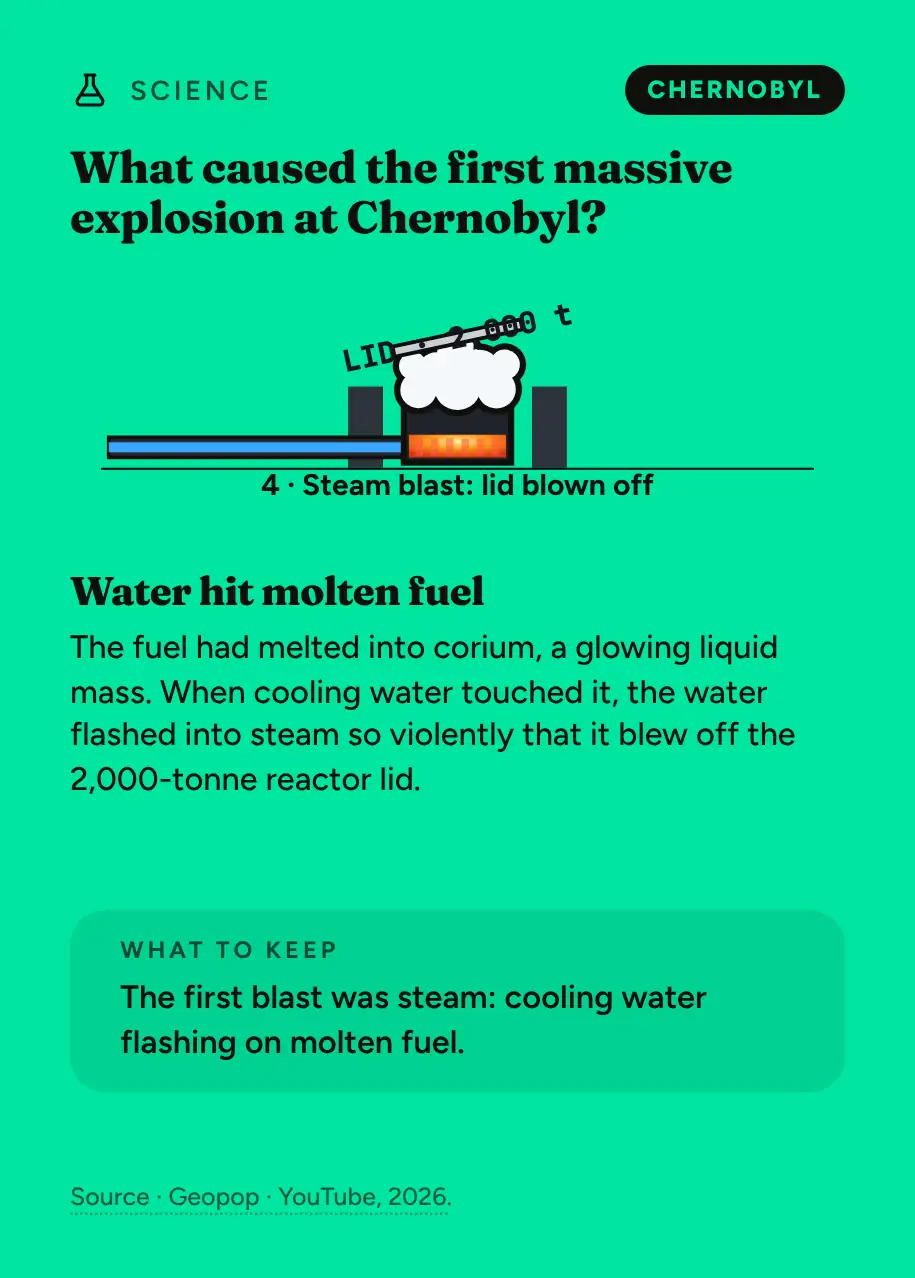 SCIENCE
CHERNOBYL
What caused the first massive
explosion at Chernobyl?
LID · 2 000 t
4 · Steam blast: lid blown off
Water hit molten fuel
The fuel had melted into corium, a glowing liquid
mass. When cooling water touched it, the water
flashed into steam so violently that it blew off the
2,000-tonne reactor lid.
WHAT TO KEEP
The first blast was steam: cooling water
flashing on molten fuel.
Source · Geopop · YouTube, 2026.